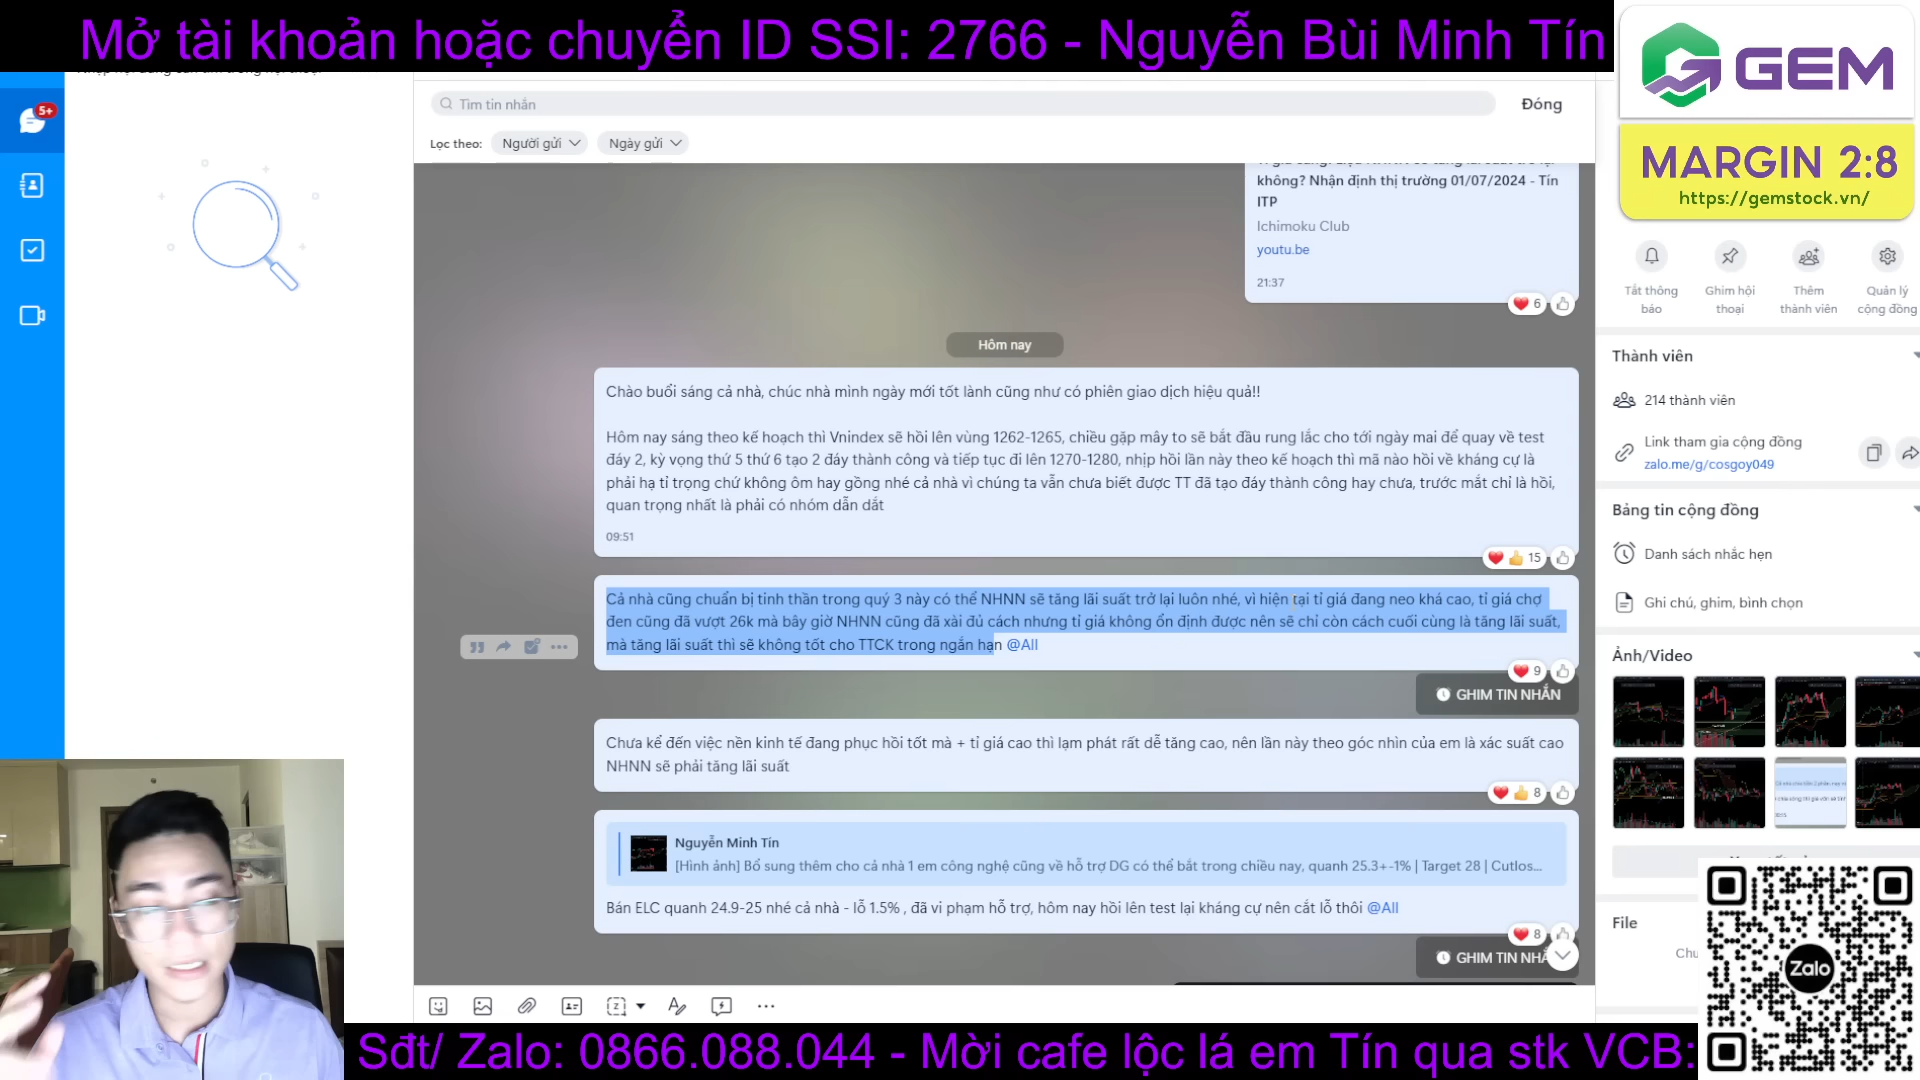 Mở tài khoản hoặc chuyển ID SSI: 2766 - Nguyễn Bùi Minh Tín
GEM
MARGIN 2:8
https://gemstock.vn/
5+
Tìm tin nhắn
Đóng
Lọc theo:
Người gửi
Ngày gửi
không? Nhận định thị trường 01/07/2024 - Tín
ITP
Ichimoku Club
youtu.be
21:37
6
Hôm nay
Chào buổi sáng cả nhà, chúc nhà mình ngày mới tốt lành cũng như có phiên giao dịch hiệu quả!!
Hôm nay sáng theo kế hoạch thì Vnindex sẽ hồi lên vùng 1262-1265, chiều gặp mây to sẽ bắt đầu rung lắc cho tới ngày mai để quay về test
đáy 2, kỳ vọng thứ 5 thứ 6 tạo 2 đáy thành công và tiếp tục đi lên 1270-1280, nhịp hồi lần này theo kế hoạch thì mã nào hồi về kháng cự là
phải hạ tỉ trọng chứ không ôm hay gồng nhé cả nhà vì chúng ta vẫn chưa biết được TT đã tạo đáy thành công hay chưa, trước mắt chỉ là hồi,
quan trọng nhất là phải có nhóm dẫn dắt
09:51
15
Cả nhà cũng chuẩn bị tinh thần trong quý 3 này có thể NHNN sẽ tăng lãi suất trở lại luôn nhé, vì hiện tại tỉ giá đang neo khá cao, tỉ giá chợ
đen cũng đã vượt 26k mà bây giờ NHNN cũng đã xài đủ cách nhưng tỉ giá không ổn định được nên sẽ chỉ còn cách cuối cùng là tăng lãi suất,
mà tăng lãi suất thì sẽ không tốt cho TTCK trong ngắn hạn @All
9
GHIM TIN NHẮN
Chưa kể đến việc nền kinh tế đang phục hồi tốt mà + tỉ giá cao thì lạm phát rất dễ tăng cao, nên lần này theo góc nhìn của em là xác suất cao
NHNN sẽ phải tăng lãi suất
8
Nguyễn Minh Tín
[Hình ảnh] Bổ sung thêm cho cả nhà 1 em công nghệ cũng về hỗ trợ DG có thể bắt trong chiều nay, quanh 25.3+-1% | Target 28 | Cutlos...
Bán ELC quanh 24.9-25 nhé cả nhà - lỗ 1.5% , đã vi phạm hỗ trợ, hôm nay hồi lên test lại kháng cự nên cắt lỗ thôi @All
8
GHIM TIN NHẮ
Tắt thông
báo
Ghim hội
thoại
Thêm
thành viên
Quản lý
cộng đồng
Thành viên
214 thành viên
Link tham gia cộng đồng
zalo.me/g/cosgoy049
Bảng tin cộng đồng
Danh sách nhắc hẹn
Ghi chú, ghim, bình chọn
Ảnh/Video
File
Zalo
Sđt/ Zalo: 0866.088.044 - Mời cafe lộc lá em Tín qua stk VCB: